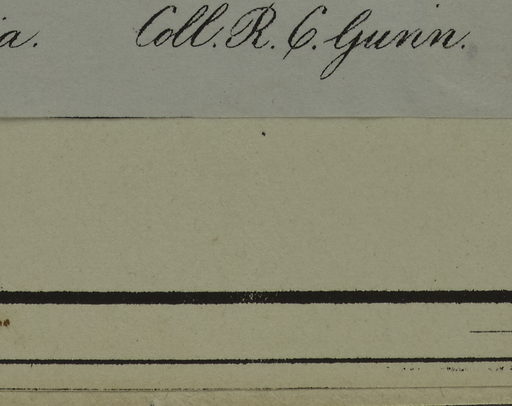 a. Coll. R. C. Gunn.